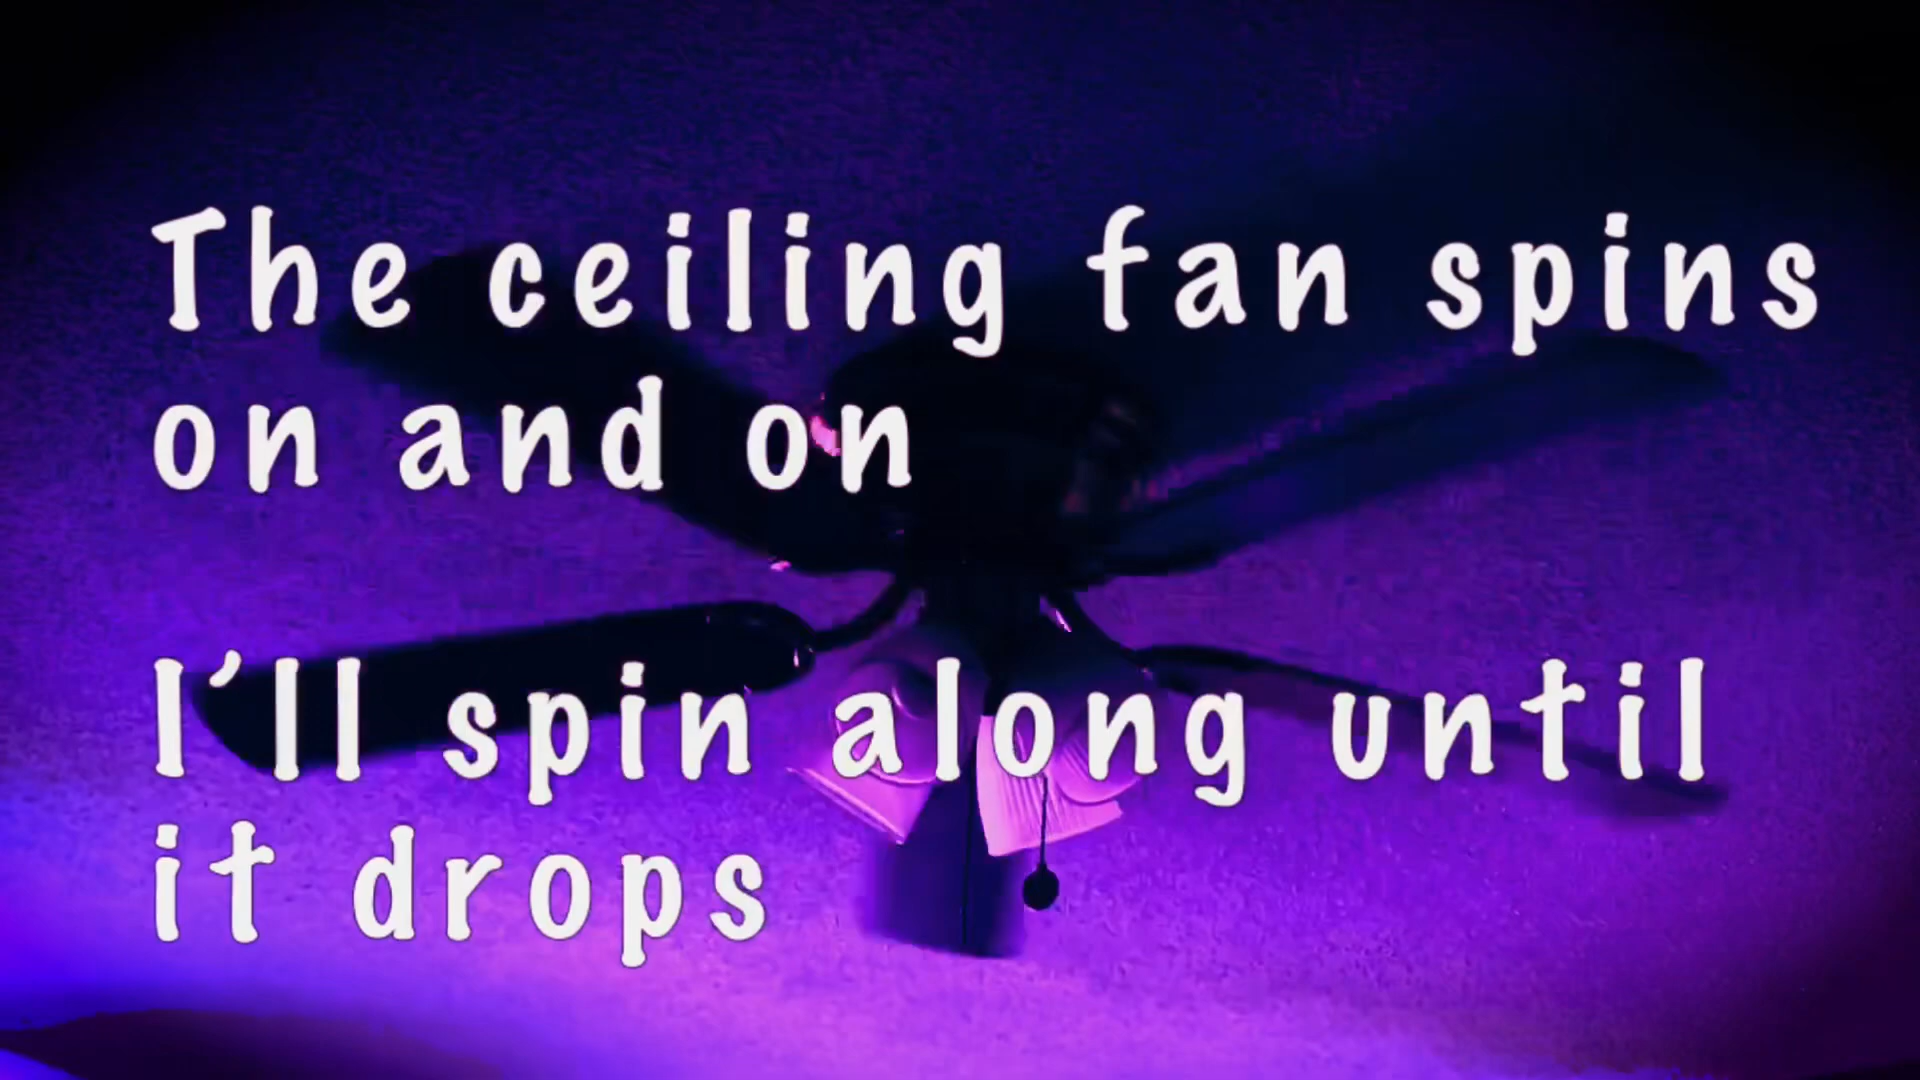 The ceiling fan spins
on and on
I'll spin along until
it drops